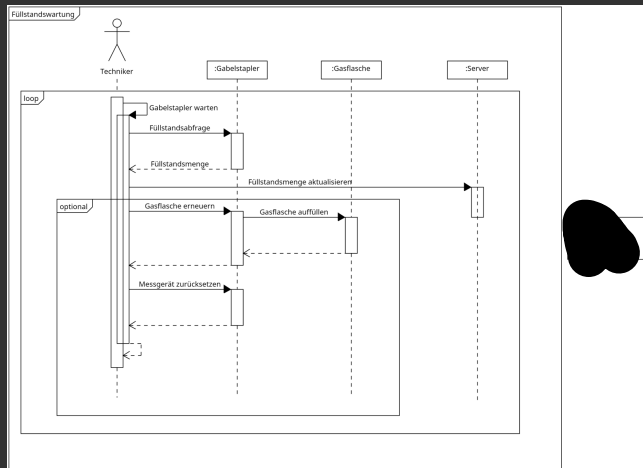 Füllstandswartung
Techniker
:Gabelstapler
:Gasflasche
:Server
loop
Gabelstapler warten
Füllstandsabfrage
Füllstandsmenge
Füllstandsmenge aktualisieren
optional
Gasflasche erneuern
Gasflasche auffüllen
Messgerät zurücksetzen